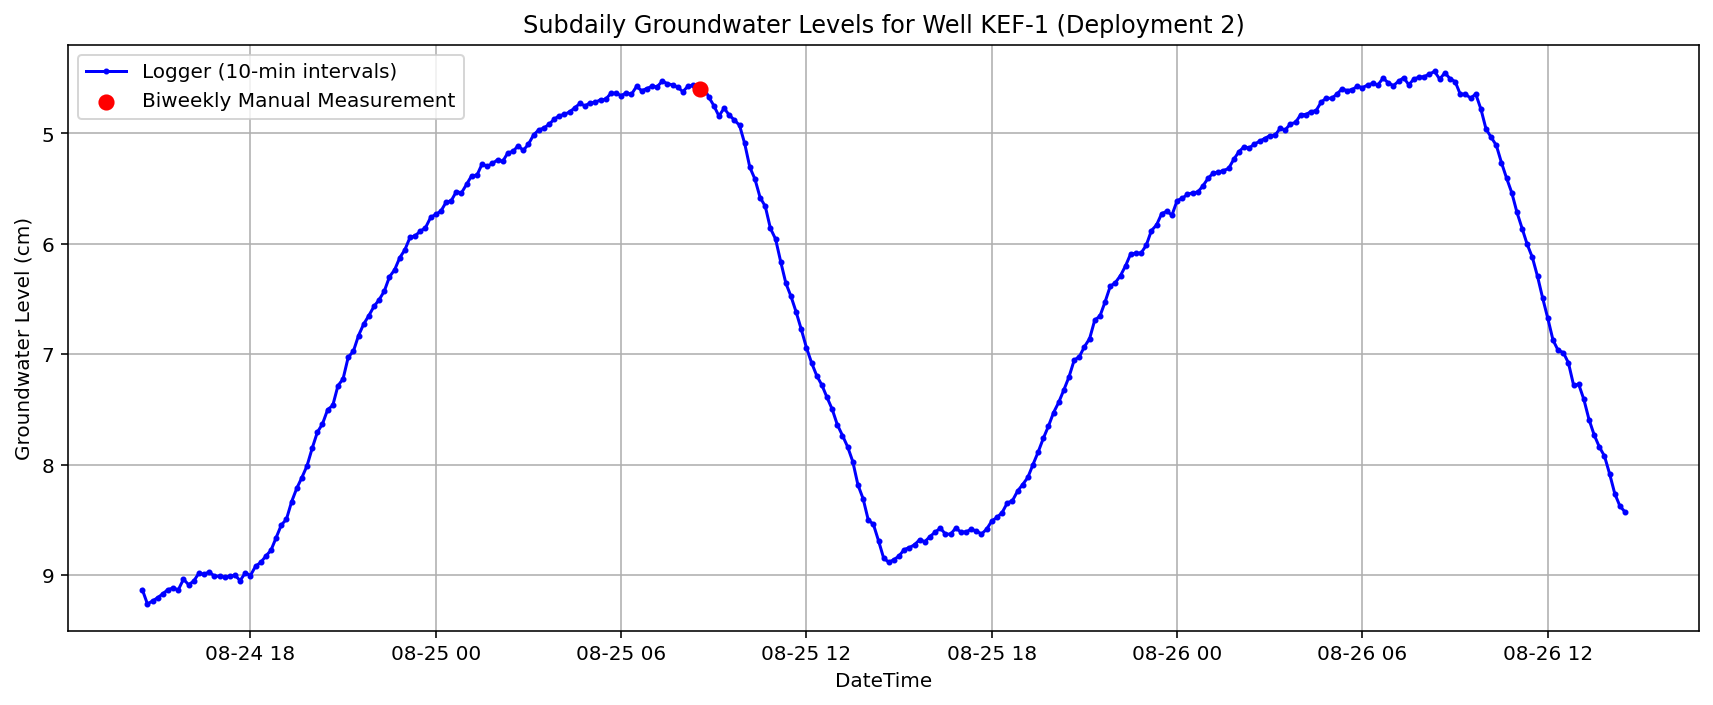 Subdaily Groundwater Levels for Well KEF-1 (Deployment 2)
Logger (10-min intervals)
Biweekly Manual Measurement
Groundwater Level (cm)
5
6
7
8
9
08-24 18
08-25 00
08-25 06
08-25 12
08-25 18
08-26 00
08-26 06
08-26 12
DateTime